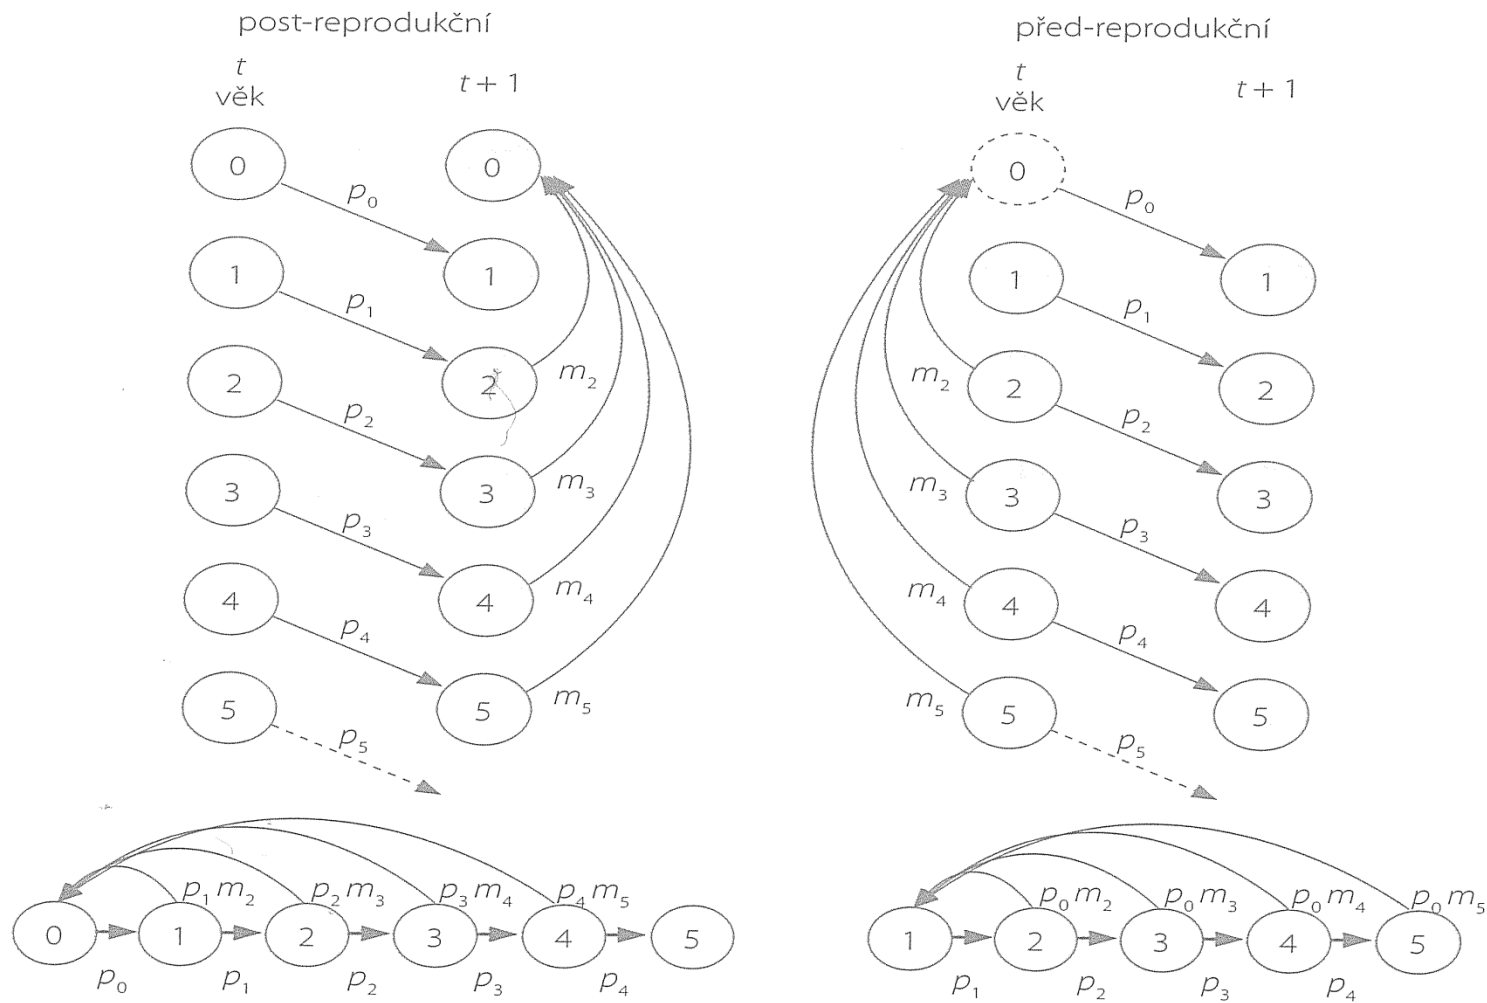 post-reprodukční
t
věk
t + 1
0
0
p₀
1
1
p₁
2
2
m₂
p₂
3
3
m₃
p₃
4
4
m₄
p₄
5
5
m₅
p₅
p₁m₂ p₂m₃ p₃m₄ p₄m₅
0 1 2 3 4 5
p₀ p₁ p₂ p₃ p₄
před-reprodukční
t
věk
t + 1
0
p₀
1
1
p₁
m₂
2
2
p₂
m₃
3
3
p₃
m₄
4
4
p₄
m₅
5
5
p₅
p₀m₂ p₀m₃ p₀m₄ p₀m₅
1 2 3 4 5
p₁ p₂ p₃ p₄